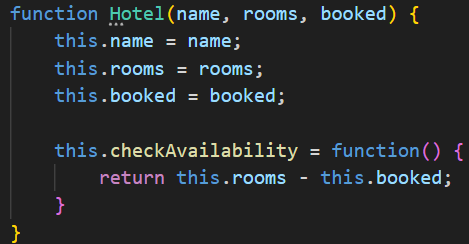 function Hotel(name, rooms, booked) {
    this.name = name;
    this.rooms = rooms;
    this.booked = booked;

    this.checkAvailability = function() {
        return this.rooms - this.booked;
    }
}